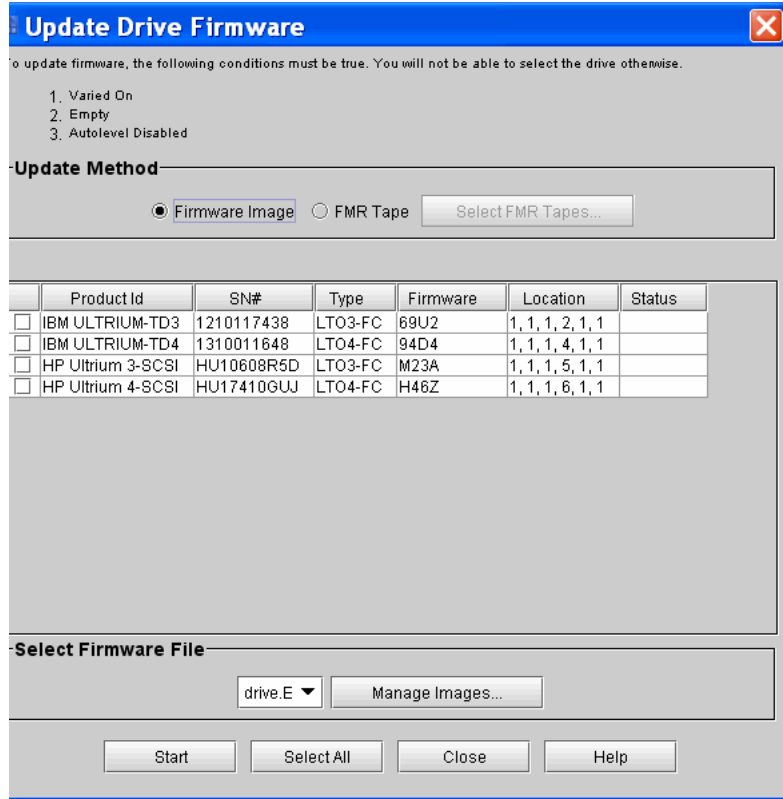 Update Drive Firmware
o update firmware, the following conditions must be true. You will not be able to select the drive otherwise.
1. Varied On
2. Empty
3. Autolevel Disabled
Update Method
Firmware Image FMR Tape Select FMR Tapes...
Product Id SN# Type Firmware Location Status
IBM ULTRIUM-TD3 1210117438 LTO3-FC 69U2 1, 1, 1, 2, 1, 1
IBM ULTRIUM-TD4 1310011648 LTO4-FC 94D4 1, 1, 1, 4, 1, 1
HP Ultrium 3-SCSI HU10608R5D LTO3-FC M23A 1, 1, 1, 5, 1, 1
HP Ultrium 4-SCSI HU17410GUJ LTO4-FC H46Z 1, 1, 1, 6, 1, 1
Select Firmware File
drive.E Manage Images...
Start Select All Close Help